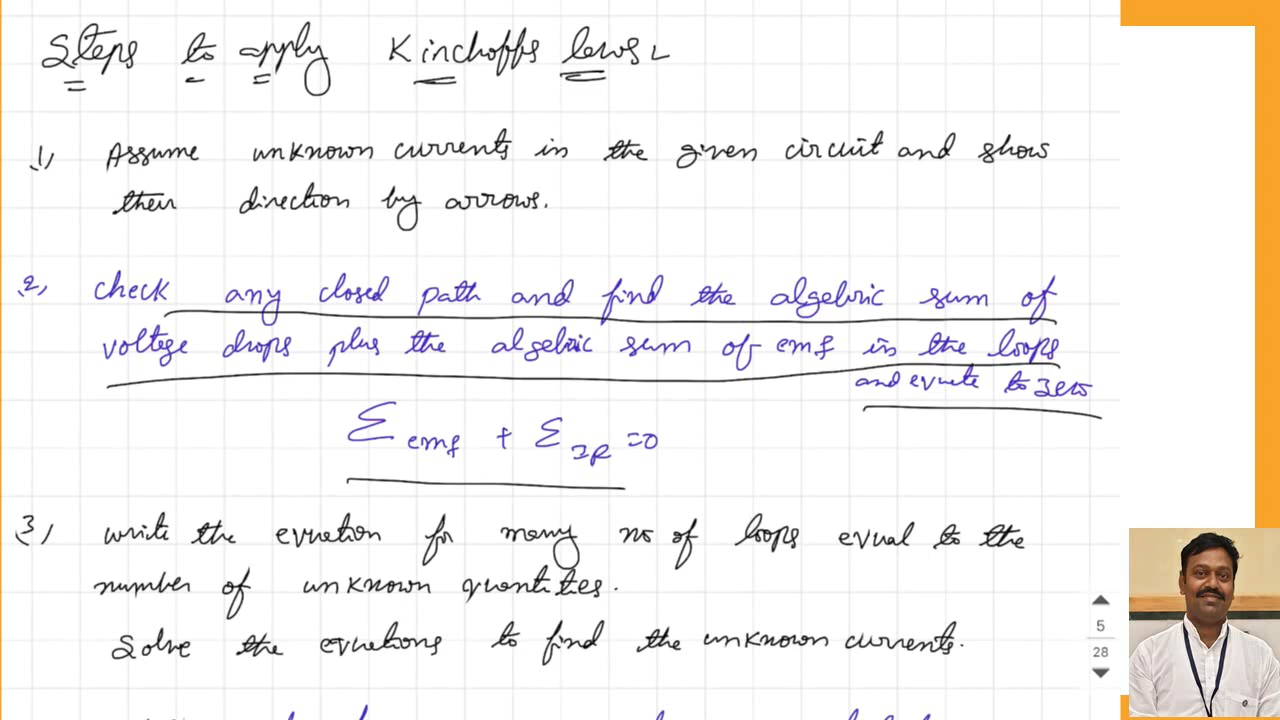 Steps to apply Kinchoffs laws
1) Assume unknown currents in the given circuit and show
their direction by arrows.
2) check any closed path and find the algebric sum of
voltage drops plus the algebric sum of emf in the loops
and equate to zero
Σ emf + Σ IR = 0
3) write the equation for many no of loops equal to the
number of unknown quantities.
Solve the equations to find the unknown currents.
5
28